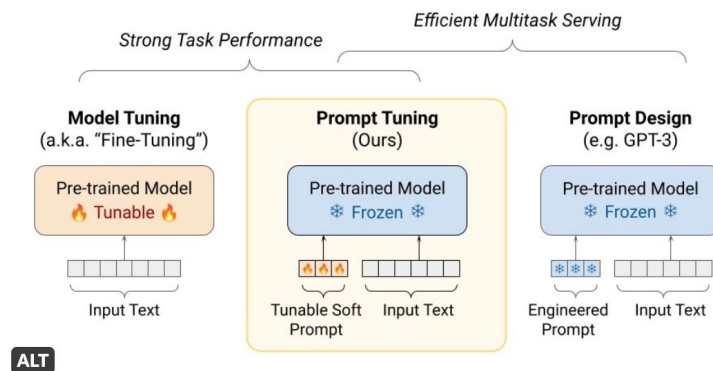 Efficient Multitask Serving
Strong Task Performance
Model Tuning
(a.k.a. “Fine-Tuning”)
Pre-trained Model
🔥 Tunable 🔥
Input Text
Prompt Tuning
(Ours)
Pre-trained Model
❄ Frozen ❄
Tunable Soft
Prompt
Input Text
Prompt Design
(e.g. GPT-3)
Pre-trained Model
❄ Frozen ❄
Engineered
Prompt
Input Text
ALT